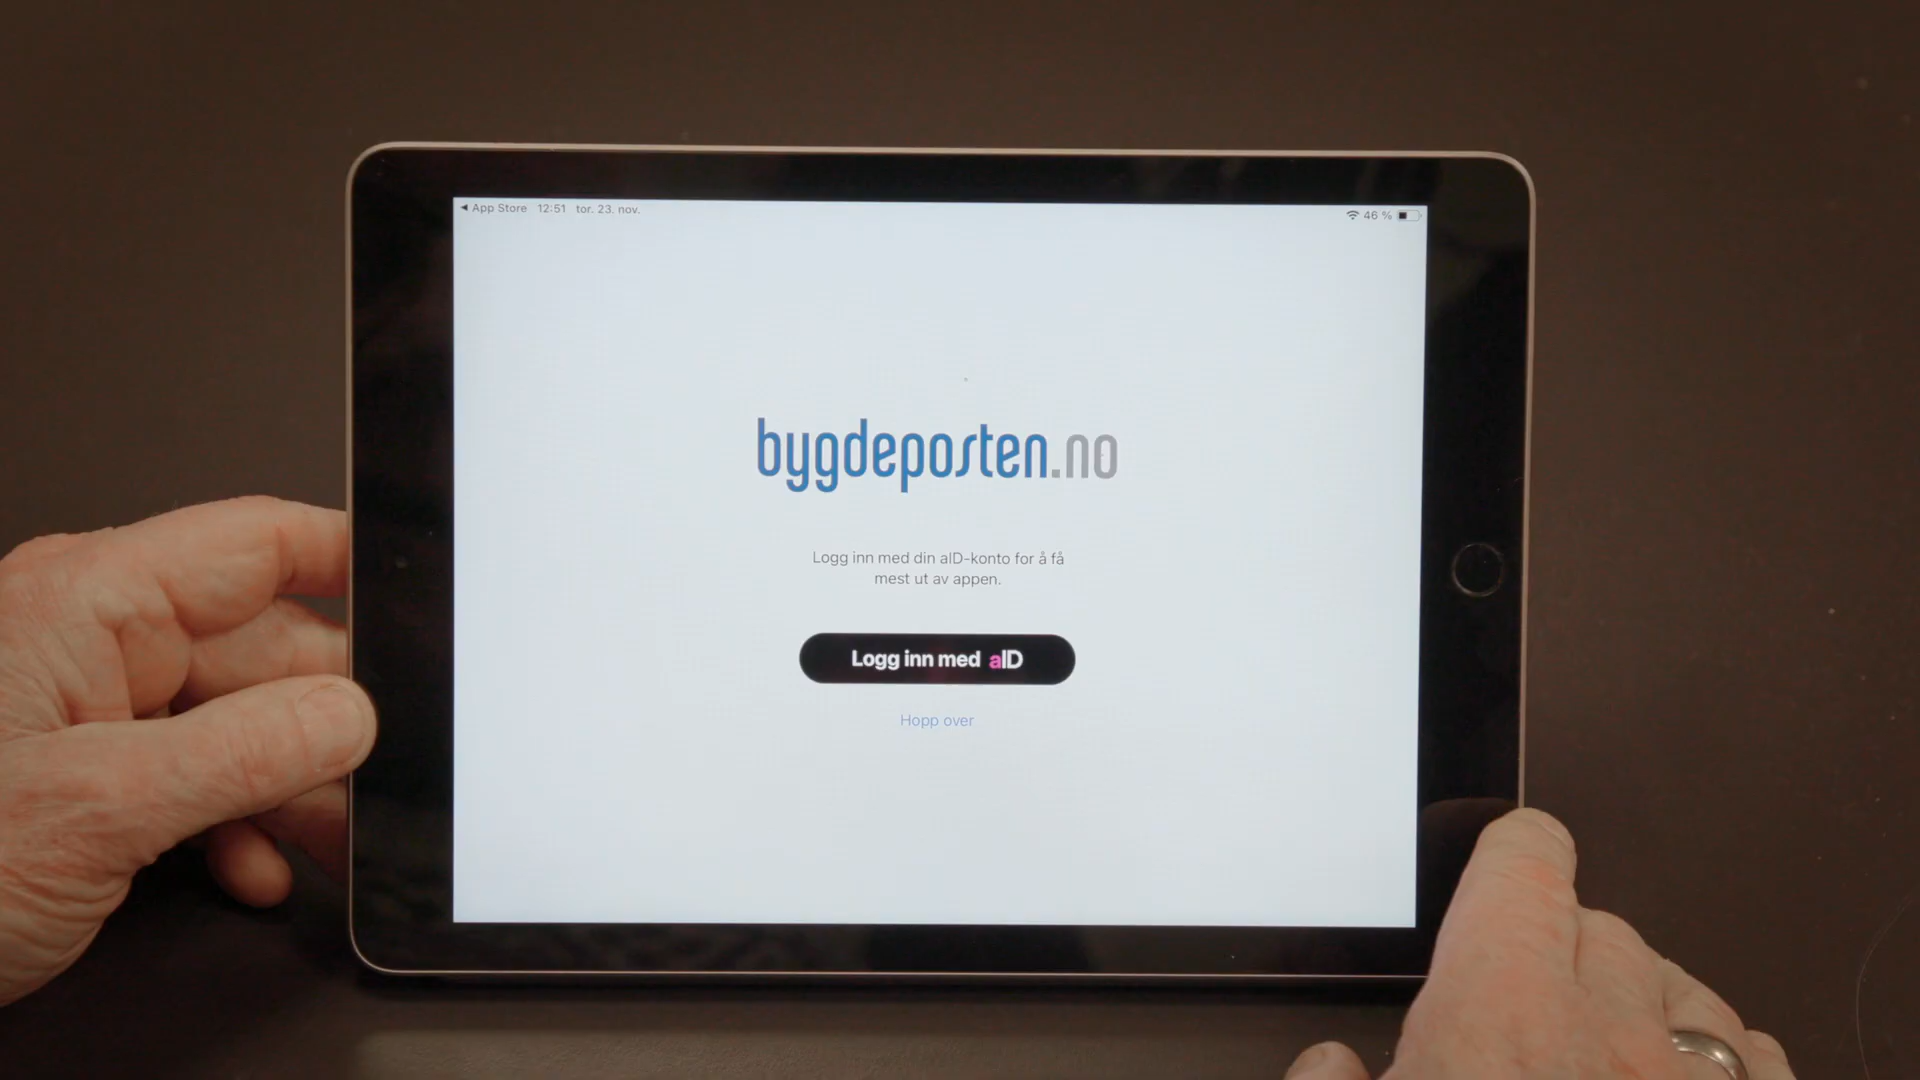 ◀ App Store 12:51 tor. 23. nov. 46 %
bygdeposten.no
Logg inn med din aID-konto for å få
mest ut av appen.
Logg inn med aID
Hopp over